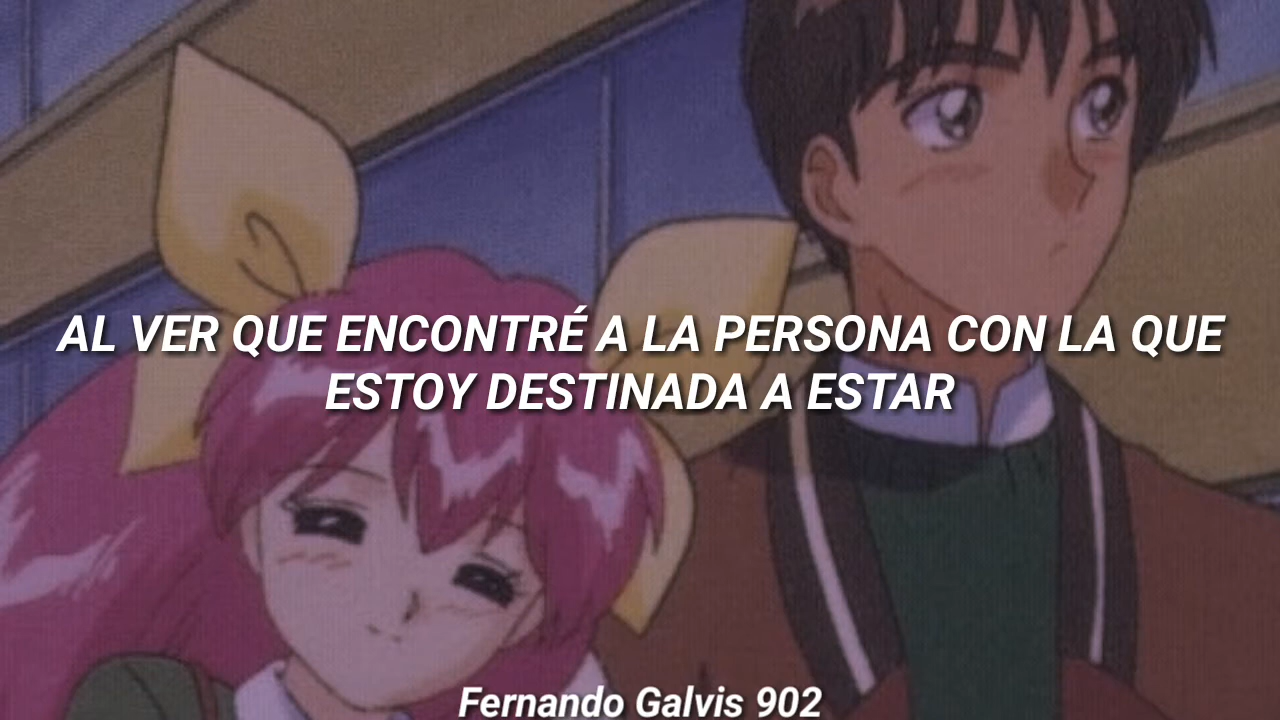 AL VER QUE ENCONTRÉ A LA PERSONA CON LA QUE
ESTOY DESTINADA A ESTAR
Fernando Galvis 902